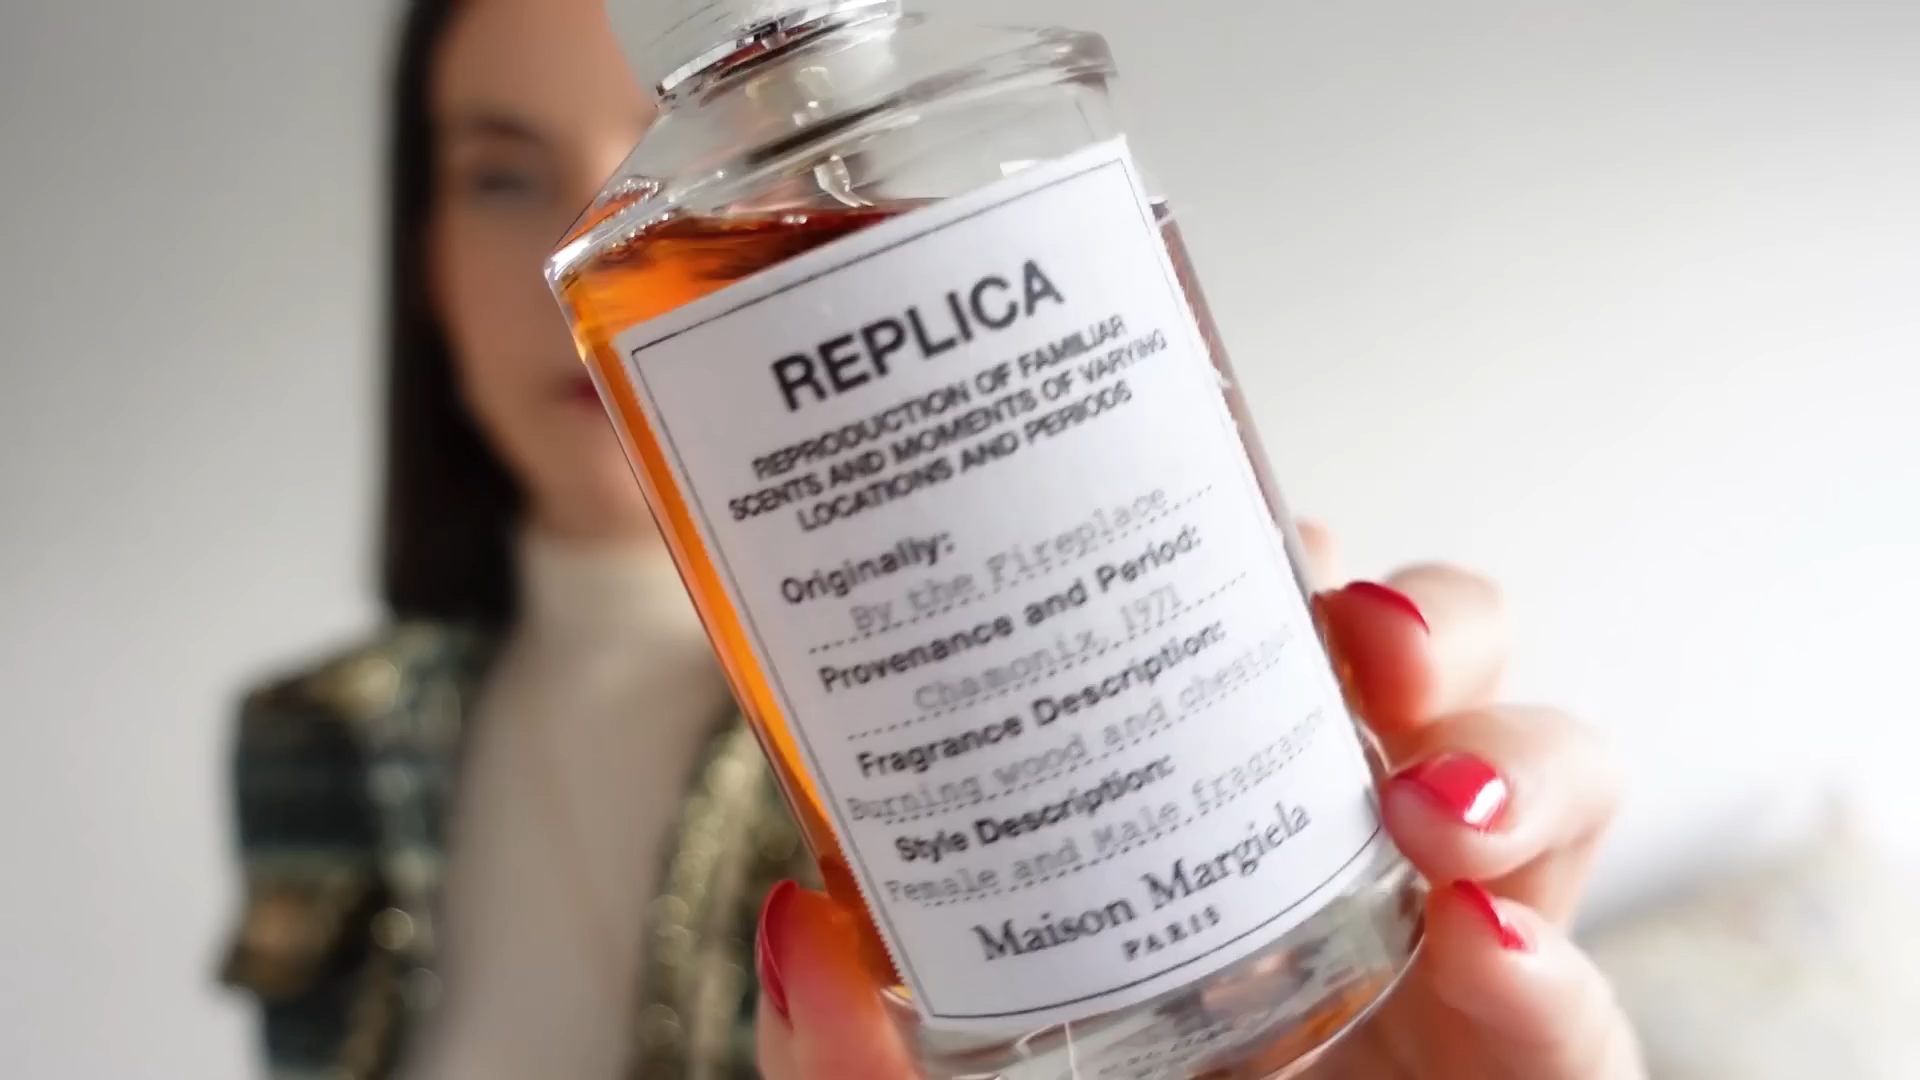 REPLICA
REPRODUCTION OF FAMILIAR
SCENTS AND MOMENTS OF VARYING
LOCATIONS AND PERIODS
Originally:
By the Fireplace
Provenance and Period:
Chamonix, 1971
Fragrance Description:
Burning wood and chestnut
Style Description:
Female and Male fragrance
Maison Margiela
PARIS